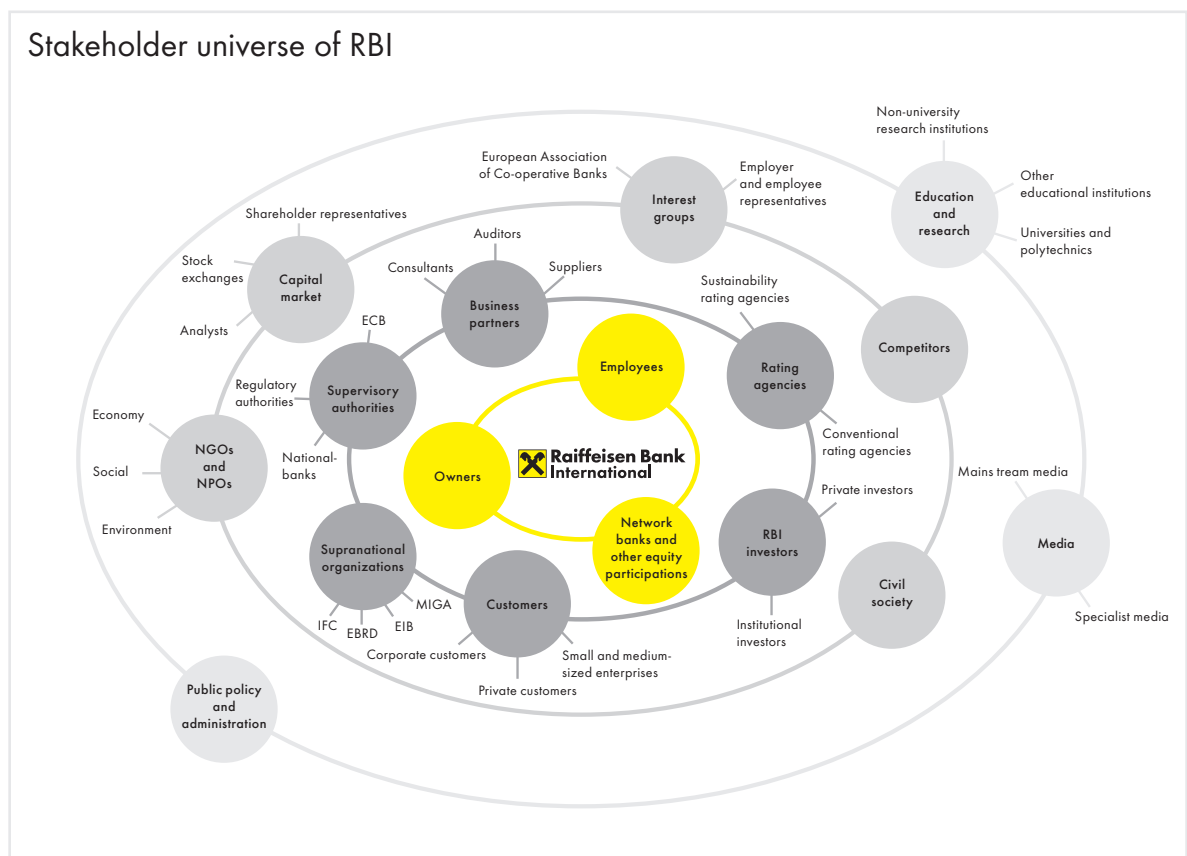 Stakeholder universe of RBI
Non-university
research institutions
Other
educational institutions
Education
and
research
Universities and
polytechnics
European Association
of Co-operative Banks
Interest
groups
Employer
and employee
representatives
Shareholder representatives
Stock
exchanges
Capital
market
Analysts
Auditors
Consultants
Suppliers
Business
partners
Sustainability
rating agencies
Rating
agencies
Conventional
rating agencies
Competitors
ECB
Regulatory
authorities
Supervisory
authorities
National-
banks
Employees
Economy
Social
Environment
NGOs
and
NPOs
Owners
Raiffeisen Bank
International
Network
banks and
other equity
participations
Private investors
RBI
investors
Institutional
investors
Mains tream media
Media
Specialist media
Supranational
organizations
IFC
EBRD
EIB
MIGA
Customers
Corporate customers
Private customers
Small and medium-
sized enterprises
Civil
society
Public policy
and
administration